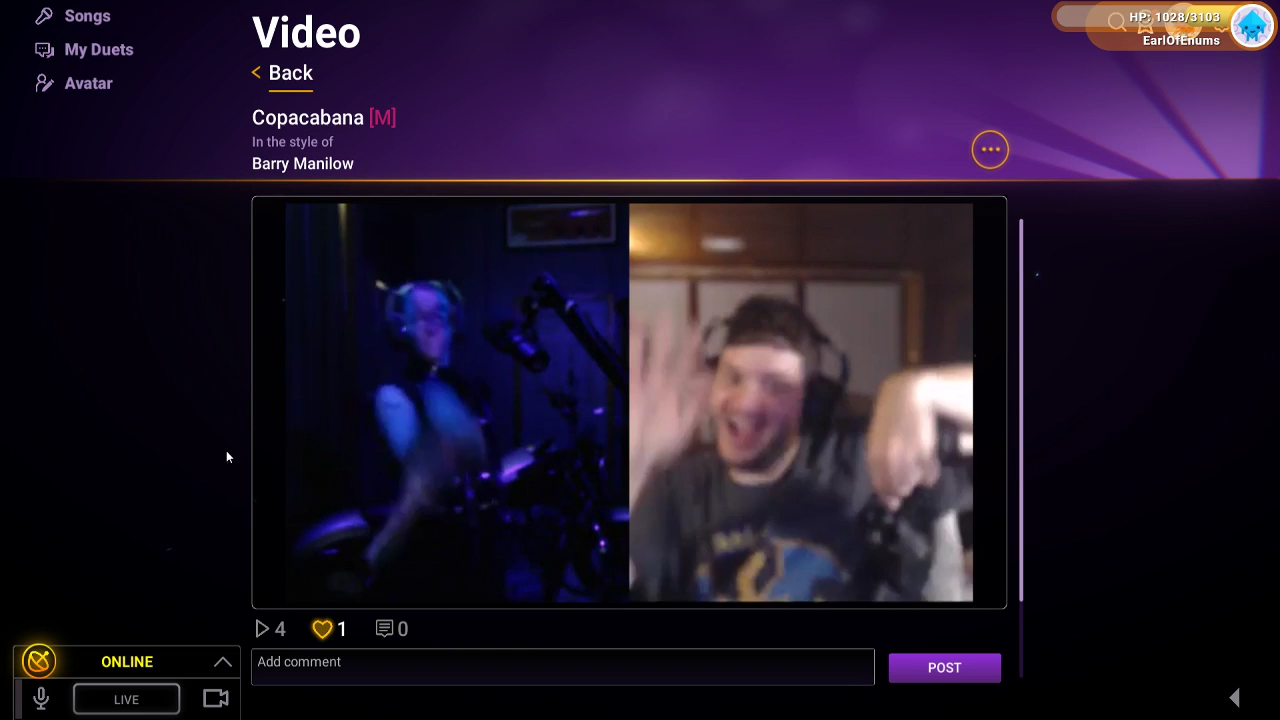 Songs
My Duets
Avatar
Video
< Back
Copacabana [M]
In the style of
Barry Manilow
HP: 1028/3103
EarlOfEnums
4
1
0
Add comment
POST
ONLINE
LIVE